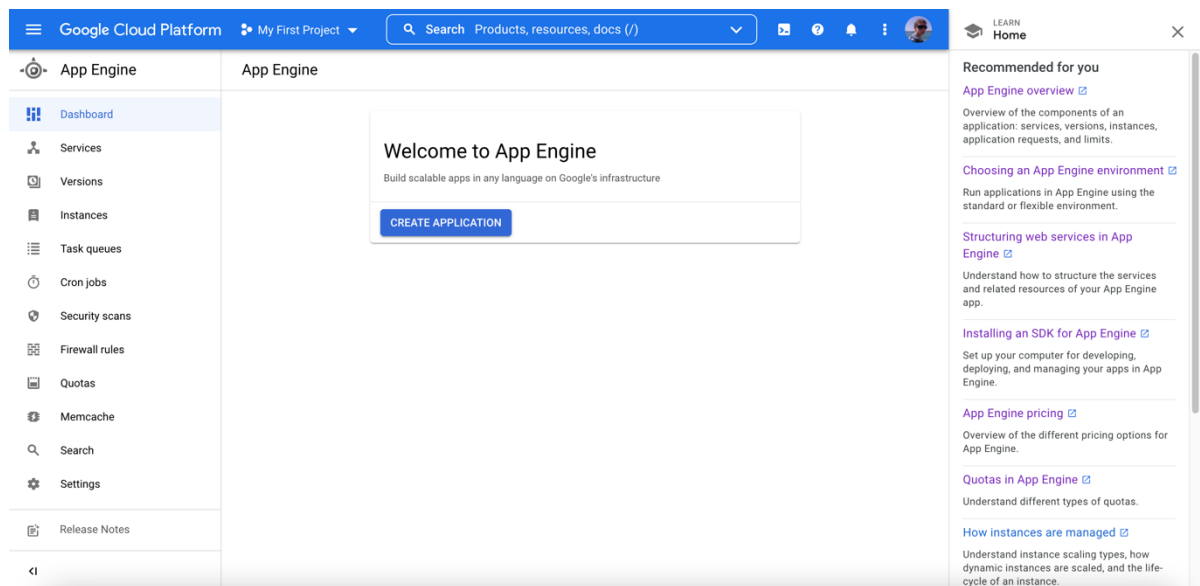 Google Cloud Platform
My First Project
Search Products, resources, docs (/)
App Engine
Dashboard
Services
Versions
Instances
Task queues
Cron jobs
Security scans
Firewall rules
Quotas
Memcache
Search
Settings
Release Notes
App Engine
Welcome to App Engine
Build scalable apps in any language on Google's infrastructure
CREATE APPLICATION
LEARN
Home
Recommended for you
App Engine overview
Overview of the components of an
application: services, versions, instances,
application requests, and limits.
Choosing an App Engine environment
Run applications in App Engine using the
standard or flexible environment.
Structuring web services in App
Engine
Understand how to structure the services
and related resources of your App Engine
app.
Installing an SDK for App Engine
Set up your computer for developing,
deploying, and managing your apps in App
Engine.
App Engine pricing
Overview of the different pricing options for
App Engine.
Quotas in App Engine
Understand different types of quotas.
How instances are managed
Understand instance scaling types, how
dynamic instances are scaled, and the life-
cycle of an instance.